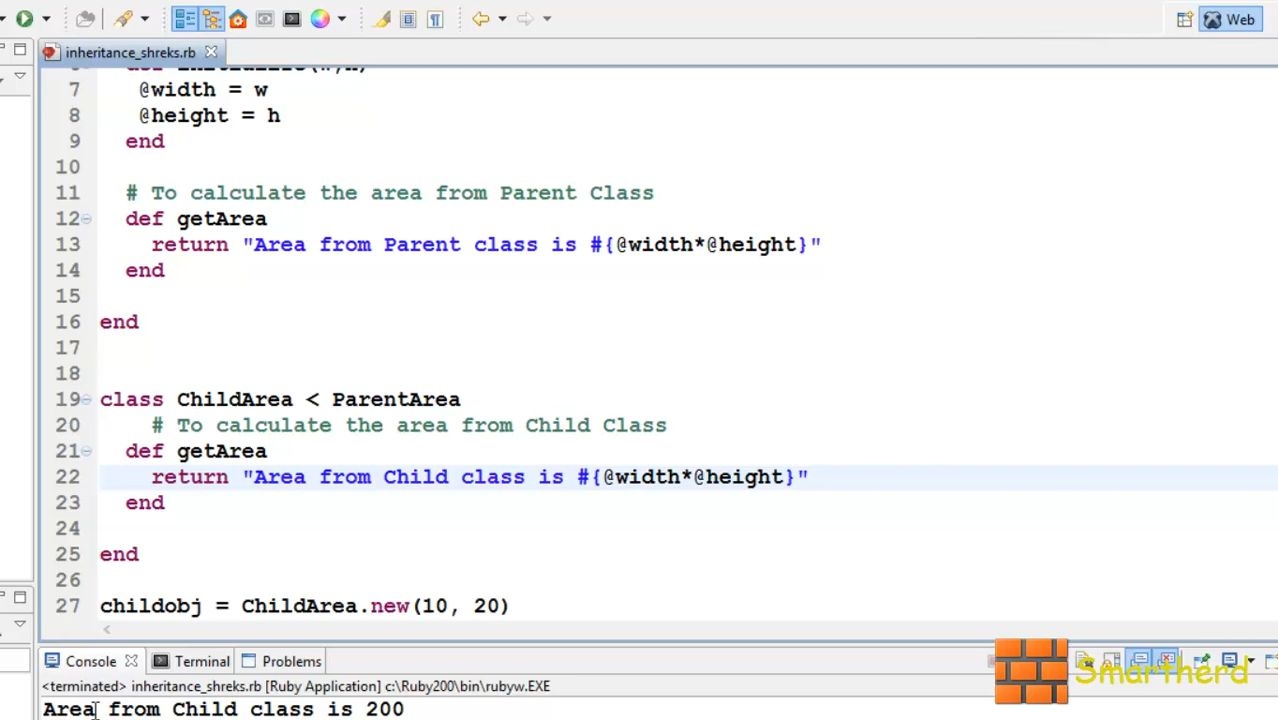 Web
inheritance_shreks.rb
7 @width = w
8 @height = h
9 end
10
11 # To calculate the area from Parent Class
12 def getArea
13 return "Area from Parent class is #{@width*@height}"
14 end
15
16 end
17
18
19 class ChildArea < ParentArea
20 # To calculate the area from Child Class
21 def getArea
22 return "Area from Child class is #{@width*@height}"
23 end
24
25 end
26
27 childobj = ChildArea.new(10, 20)
Console Terminal Problems
Smartherd
<terminated> inheritance_shreks.rb [Ruby Application] c:\Ruby200\bin\rubyw.EXE
Area from Child class is 200